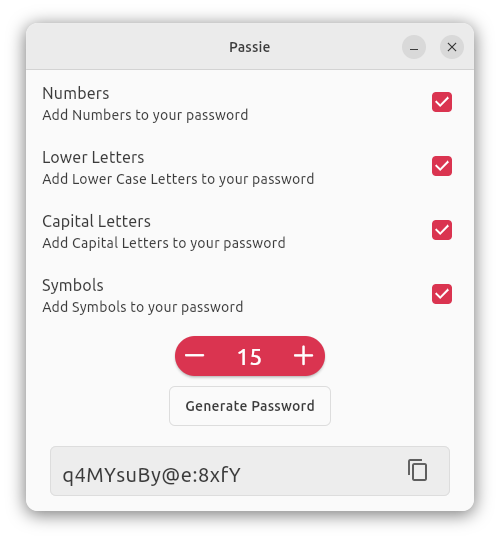 Passie
Numbers
Add Numbers to your password
Lower Letters
Add Lower Case Letters to your password
Capital Letters
Add Capital Letters to your password
Symbols
Add Symbols to your password
15
Generate Password
q4MYsuBy@e:8xfY